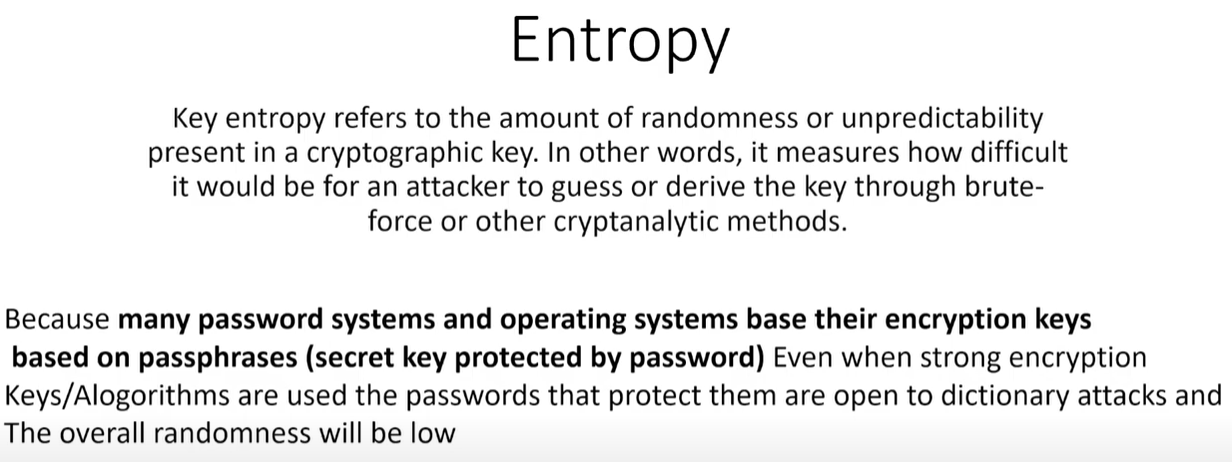 Entropy
Key entropy refers to the amount of randomness or unpredictability
present in a cryptographic key. In other words, it measures how difficult
it would be for an attacker to guess or derive the key through brute-
force or other cryptanalytic methods.
Because many password systems and operating systems base their encryption keys
based on passphrases (secret key protected by password) Even when strong encryption
Keys/Alogorithms are used the passwords that protect them are open to dictionary attacks and
The overall randomness will be low